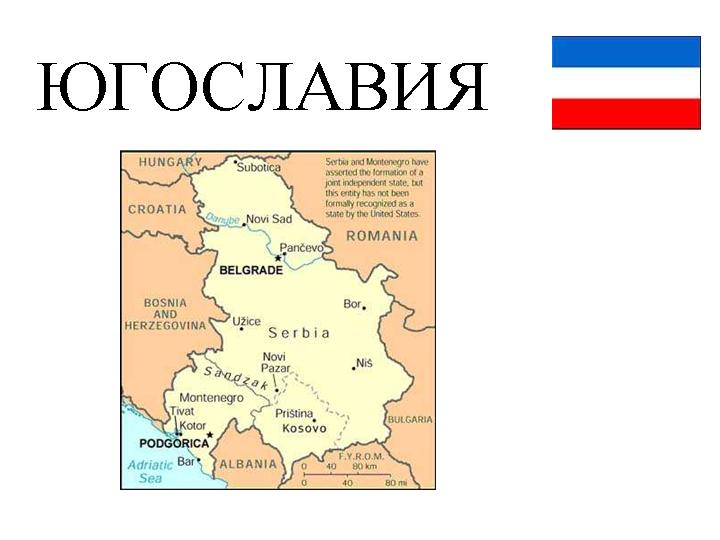 ЮГОСЛАВИЯ
HUNGARY
Subotica
Serbia and Montenegro have
asserted the formation of a
joint independent state, but
this entity has not been
formally recognized as a
state by the United States.
CROATIA
Danube
Novi Sad
ROMANIA
Pančevo
BELGRADE
BOSNIA
AND
HERZEGOVINA
Bor
Užice
Serbia
Novi
Pazar
Niš
Sandzak
Montenegro
Tivat
Kotor
Priština
Kosovo
BULGARIA
PODGORICA
Bar
Adriatic
Sea
ALBANIA
F.Y.R.O.M.
0 40 80 km
0 40 80 mi